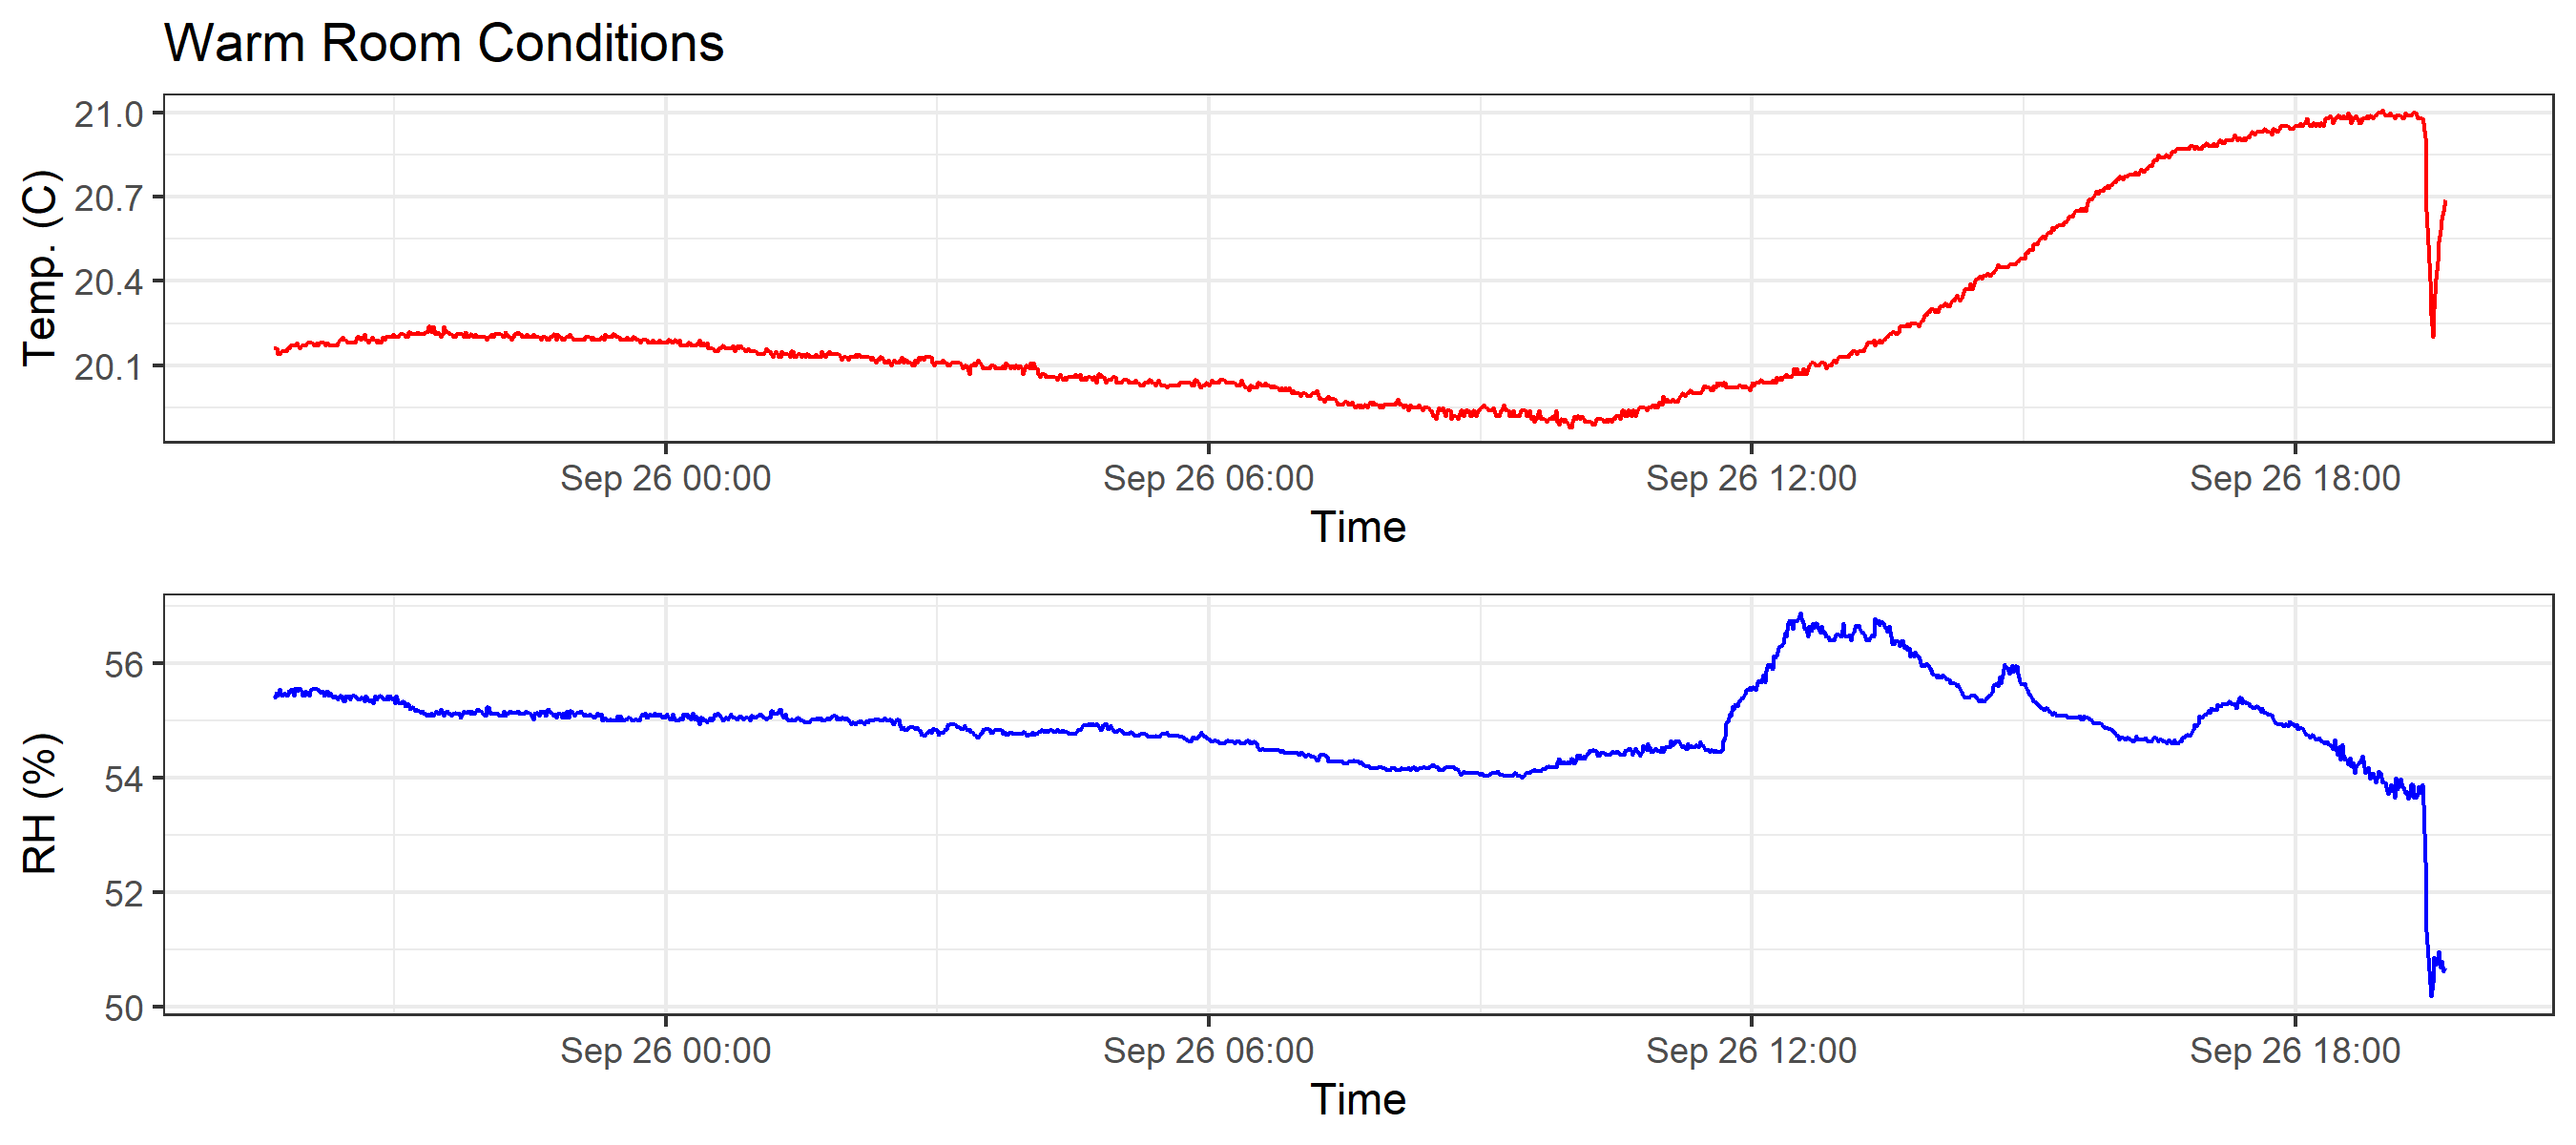 Warm Room Conditions
Temp. (C)
21.0
20.7
20.4
20.1
Sep 26 00:00 Sep 26 06:00 Sep 26 12:00 Sep 26 18:00
Time
RH (%)
56
54
52
50
Sep 26 00:00 Sep 26 06:00 Sep 26 12:00 Sep 26 18:00
Time